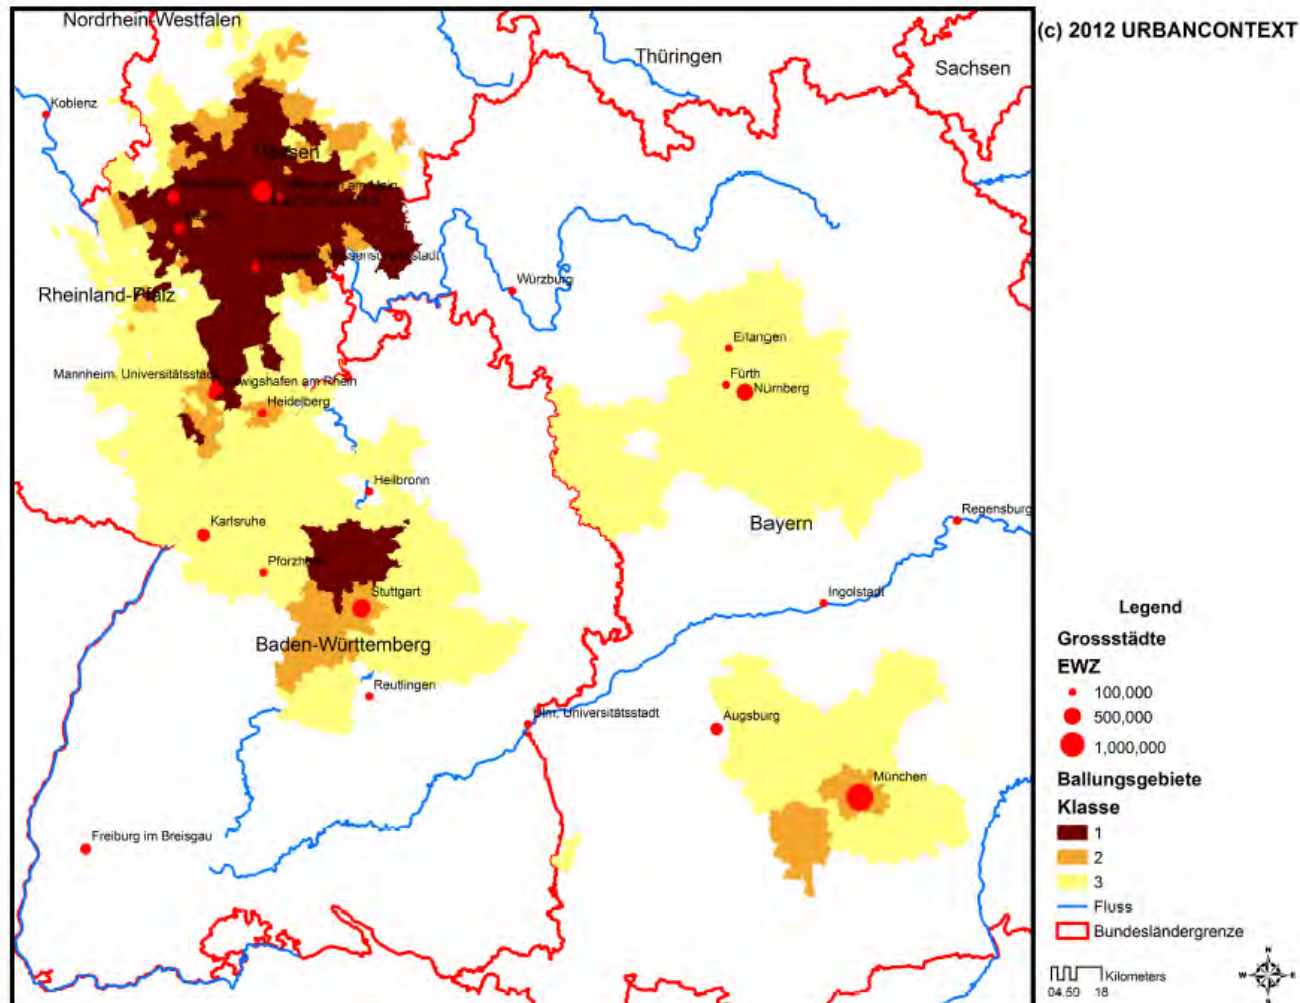 Nordrhein-Westfalen
(c) 2012 URBANCONTEXT
Thüringen
Sachsen
Koblenz
Rheinland-Pfalz
Würzburg
Erlangen
Fürth
Nürnberg
Mannheim, Universitätsstadt
Ludwigshafen am Rhein
Heidelberg
Heilbronn
Karlsruhe
Regensburg
Bayern
Stuttgart
Ingolstadt
Baden-Württemberg
Reutlingen
Ulm, Universitätsstadt
Augsburg
München
Freiburg im Breisgau
Legend
Grossstädte
EWZ
100,000
500,000
1,000,000
Ballungsgebiete
Klasse
1
2
3
Fluss
Bundesländergrenze
Kilometers
04.50 18
N
W E
S